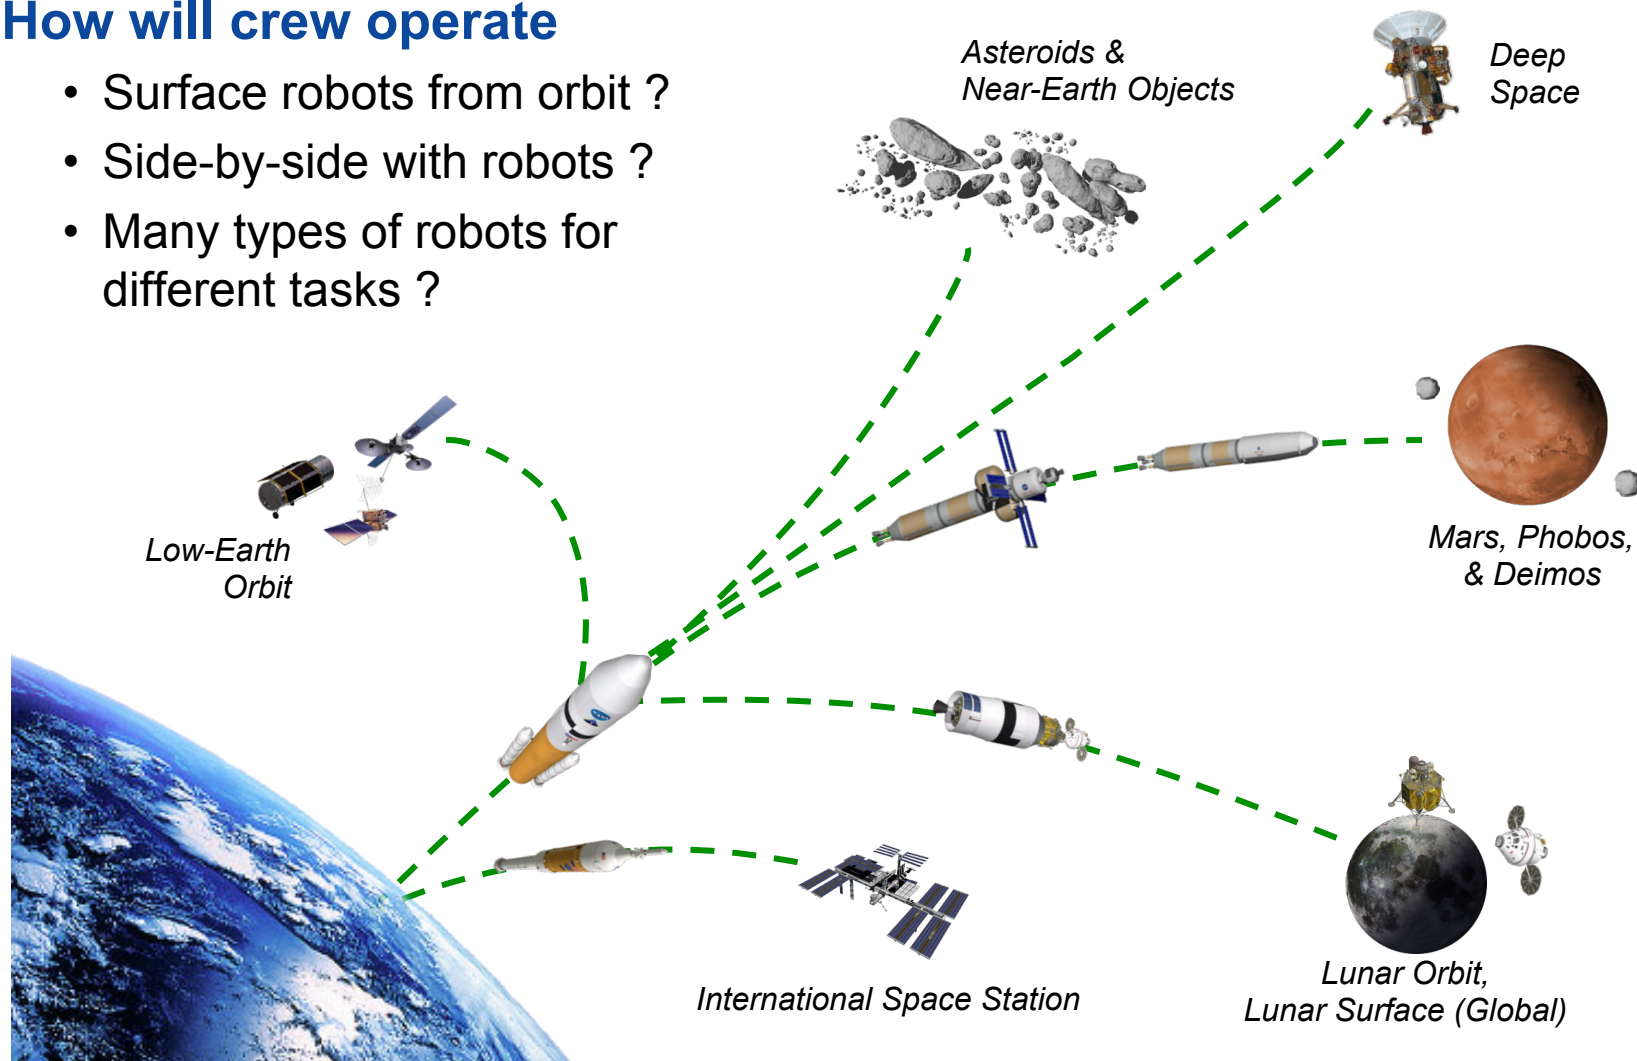 How will crew operate
• Surface robots from orbit ?
• Side-by-side with robots ?
• Many types of robots for
different tasks ?
Asteroids &
Near-Earth Objects
Deep
Space
Low-Earth
Orbit
Mars, Phobos,
& Deimos
International Space Station
Lunar Orbit,
Lunar Surface (Global)